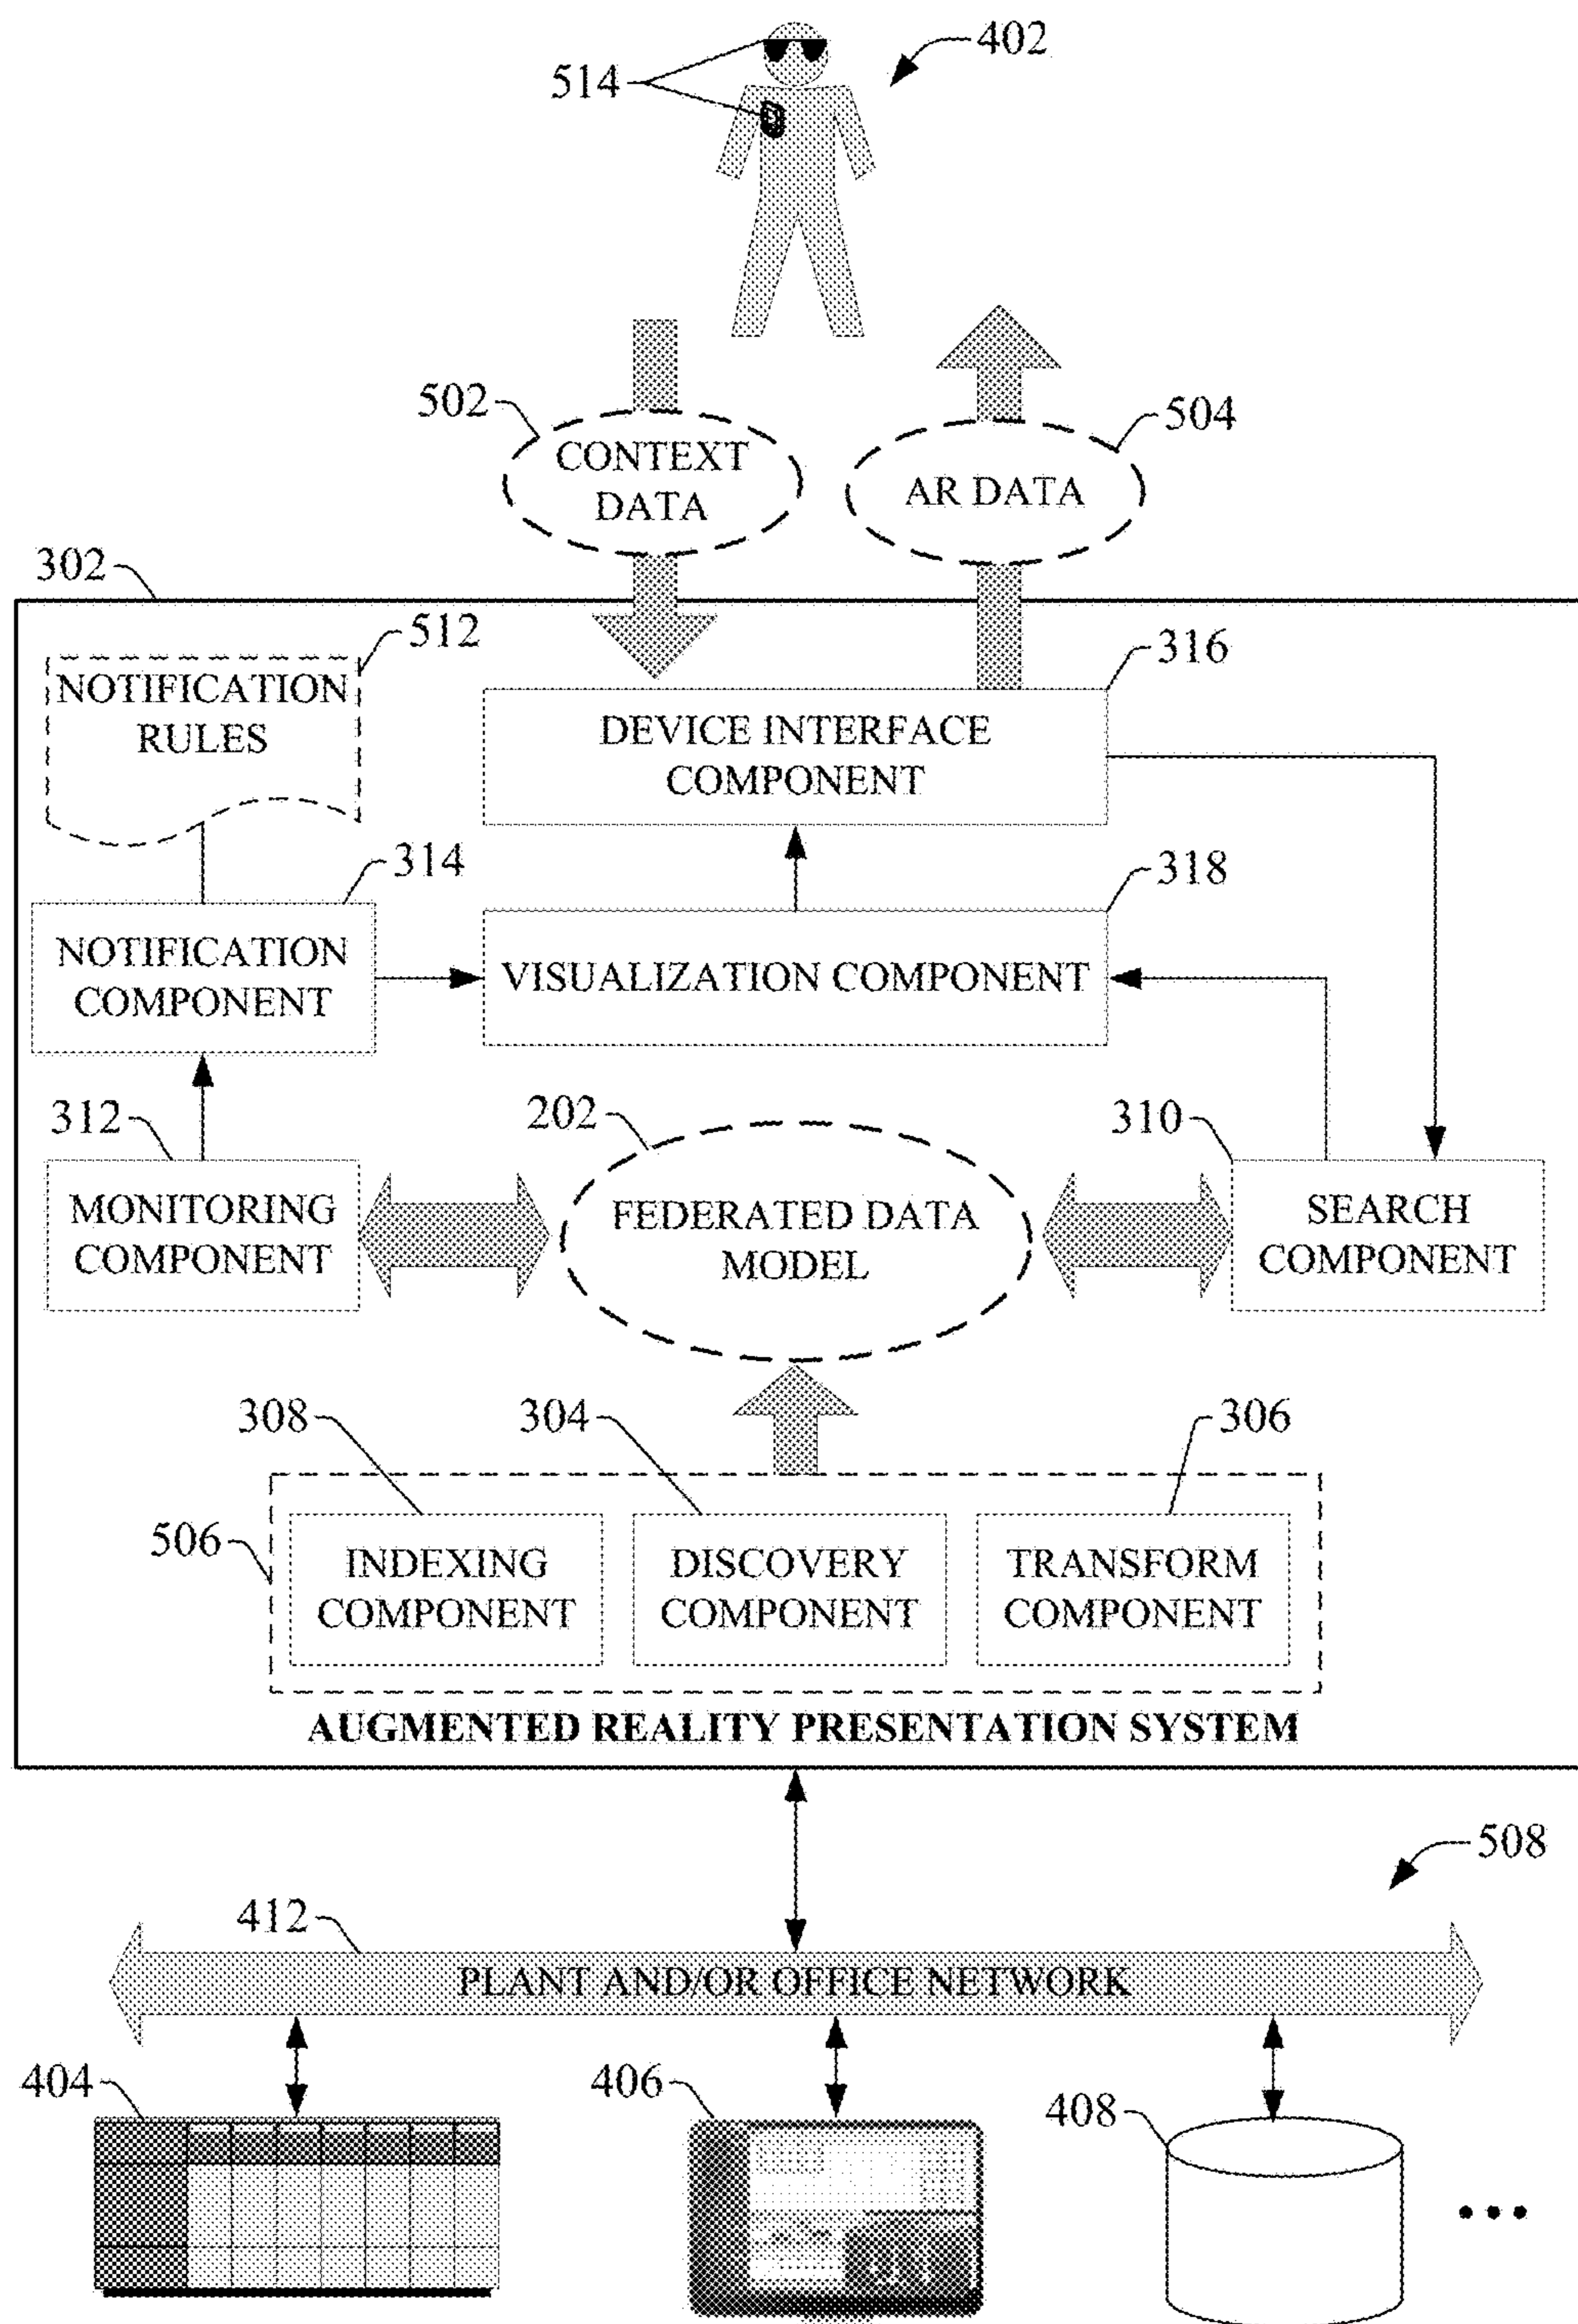 402
514
502
CONTEXT
DATA
504
AR DATA
302
512
NOTIFICATION
RULES
316
DEVICE INTERFACE
COMPONENT
314
NOTIFICATION
COMPONENT
318
VISUALIZATION COMPONENT
312
MONITORING
COMPONENT
202
FEDERATED DATA
MODEL
310
SEARCH
COMPONENT
308
304
306
506
INDEXING
COMPONENT
DISCOVERY
COMPONENT
TRANSFORM
COMPONENT
AUGMENTED REALITY PRESENTATION SYSTEM
508
412
PLANT AND/OR OFFICE NETWORK
404
406
408